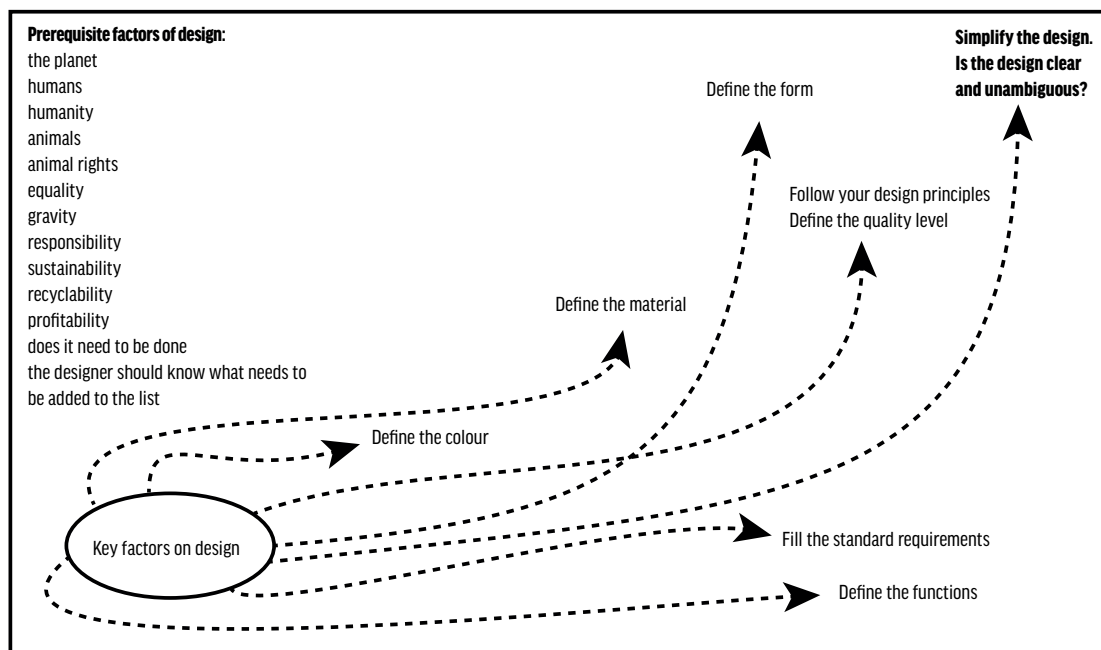 Prerequisite factors of design:
the planet
humans
humanity
animals
animal rights
equality
gravity
responsibility
sustainability
recyclability
profitability
does it need to be done
the designer should know what needs to
be added to the list
Simplify the design.
Is the design clear
and unambiguous?
Define the form
Follow your design principles
Define the quality level
Define the material
Define the colour
Key factors on design
Fill the standard requirements
Define the functions